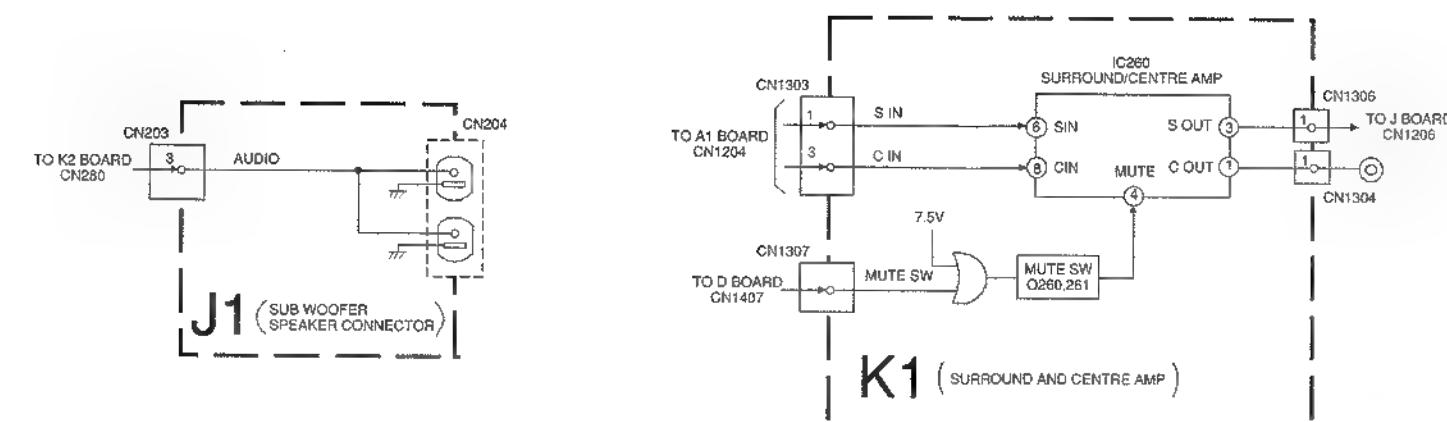 CN203
TO K2 BOARD
CN280
3
AUDIO
CN204
J1 (SUB WOOFER
SPEAKER CONNECTOR)
CN1303
TO A1 BOARD
CN1204
1
S IN
3
C IN
IC260
SURROUND/CENTRE AMP
6 SIN
8 CIN
S OUT 3
C OUT 1
MUTE
4
CN1306
1
TO J BOARD
CN1206
1
CN1304
7.5V
CN1307
TO D BOARD
CN1407
MUTE SW
MUTE SW
Q260,261
K1 (SURROUND AND CENTRE AMP)